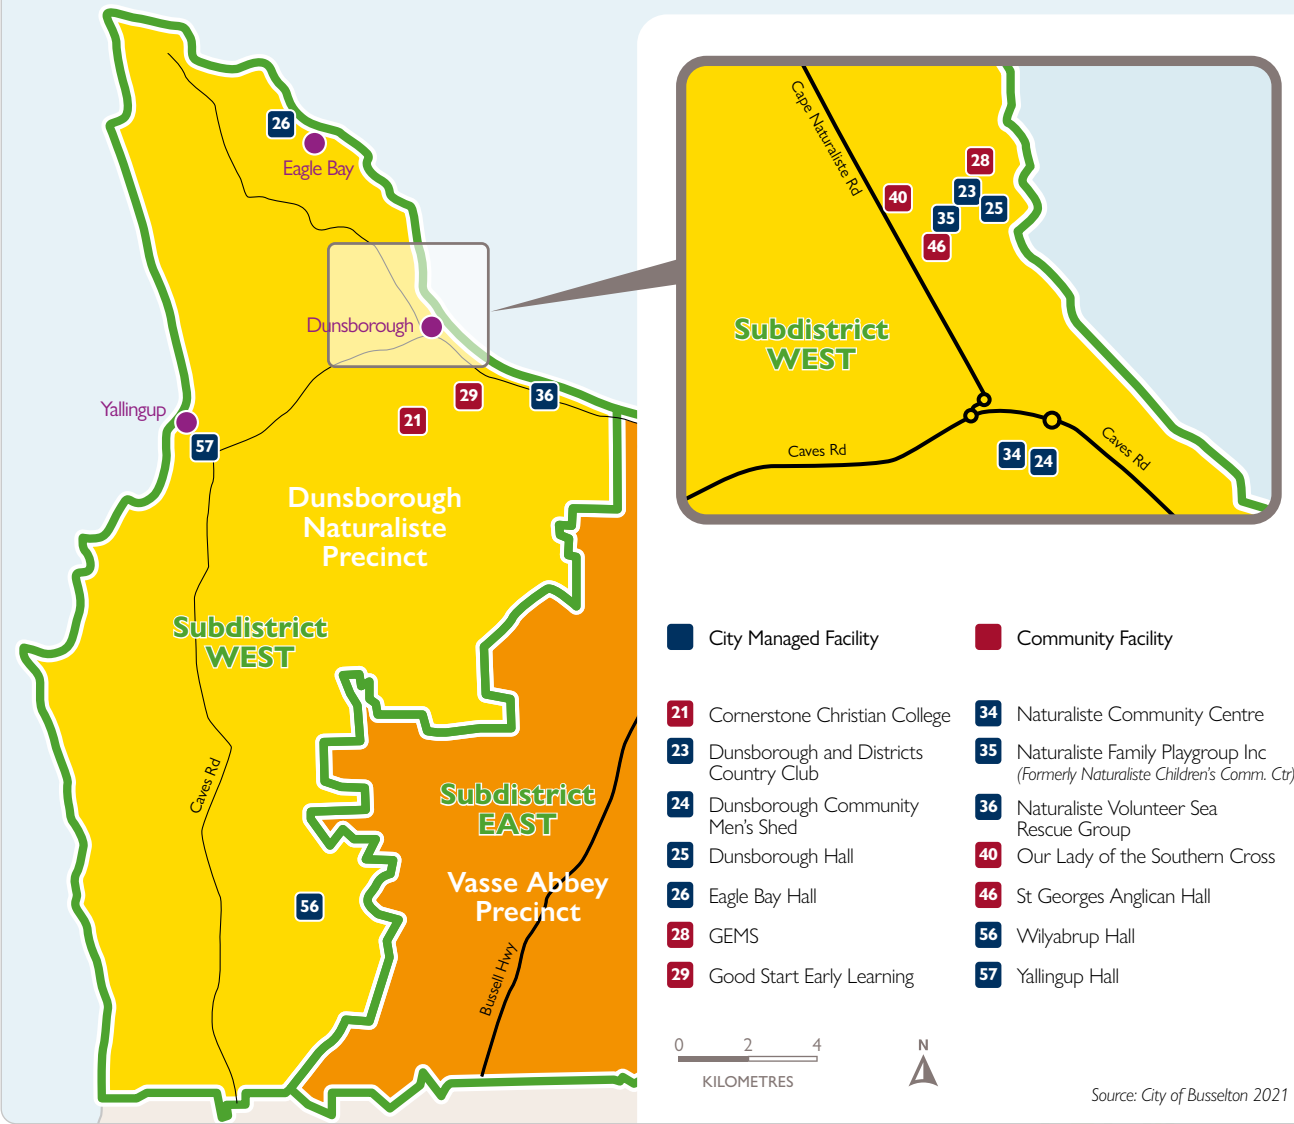 26
Eagle Bay
Dunsborough
Yallingup
57
29
21
36
Dunsborough
Naturaliste
Precinct
Subdistrict
WEST
Caves Rd
56
Subdistrict
EAST
Vasse Abbey
Precinct
Bussell Hwy
Cape Naturaliste Rd
28
40
23
25
35
46
Subdistrict
WEST
Caves Rd
Caves Rd
34
24
City Managed Facility
Community Facility
21 Cornerstone Christian College
23 Dunsborough and Districts
Country Club
24 Dunsborough Community
Men's Shed
25 Dunsborough Hall
26 Eagle Bay Hall
28 GEMS
29 Good Start Early Learning
34 Naturaliste Community Centre
35 Naturaliste Family Playgroup Inc
(Formerly Naturaliste Children's Comm. Ctr)
36 Naturaliste Volunteer Sea
Rescue Group
40 Our Lady of the Southern Cross
46 St Georges Anglican Hall
56 Wilyabrup Hall
57 Yallingup Hall
0 2 4
KILOMETRES
N
Source: City of Busselton 2021